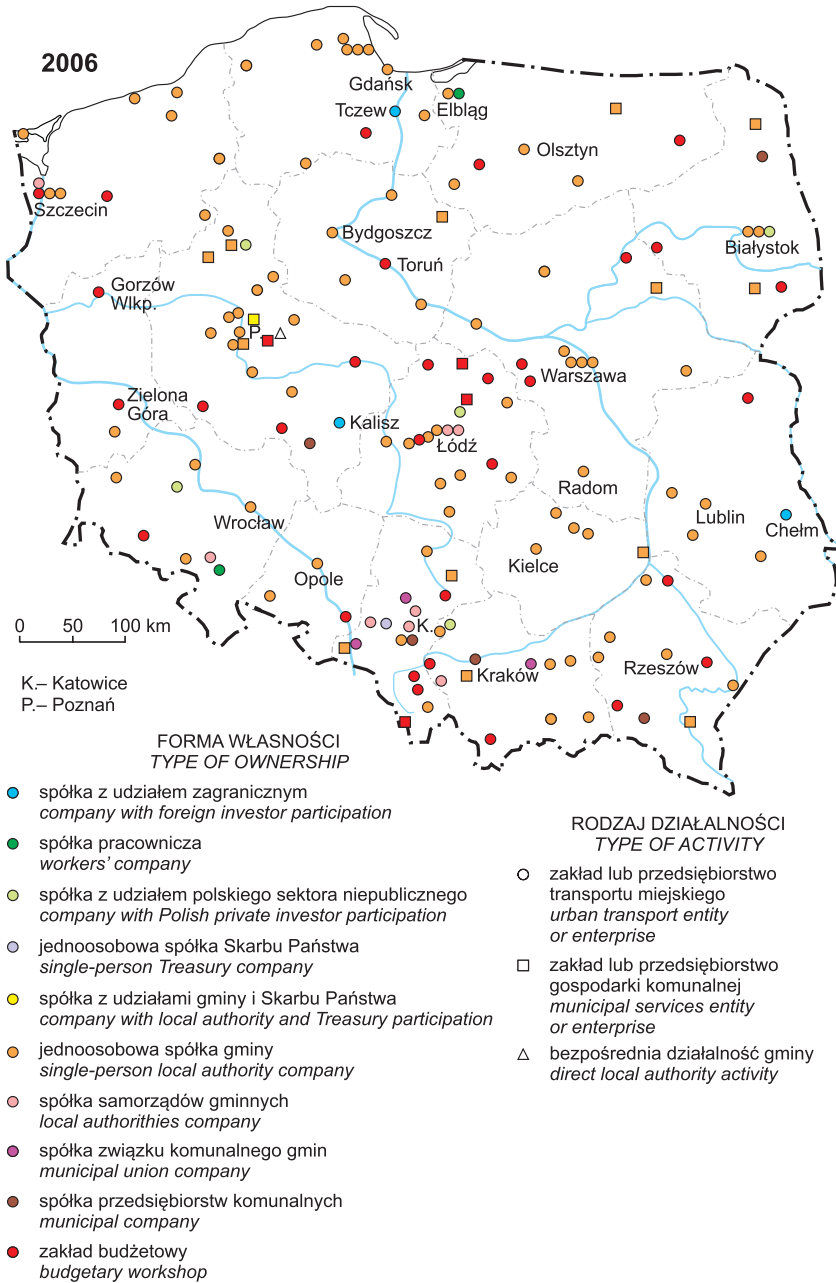 2006
Gdańsk
Tczew
Elbląg
Olsztyn
Szczecin
Bydgoszcz
Białystok
Toruń
Gorzów
Wlkp.
P.
Warszawa
Zielona
Góra
Kalisz
Łódź
Radom
Wrocław
Lublin
Chełm
Kielce
Opole
K.
Kraków
Rzeszów
0 50 100 km
K.– Katowice
P.– Poznań
FORMA WŁASNOŚCI
TYPE OF OWNERSHIP
spółka z udziałem zagranicznym
company with foreign investor participation
spółka pracownicza
workers’ company
spółka z udziałem polskiego sektora niepublicznego
company with Polish private investor participation
jednoosobowa spółka Skarbu Państwa
single-person Treasury company
spółka z udziałami gminy i Skarbu Państwa
company with local authority and Treasury participation
jednoosobowa spółka gminy
single-person local authority company
spółka samorządów gminnych
local authorithies company
spółka związku komunalnego gmin
municipal union company
spółka przedsiębiorstw komunalnych
municipal company
zakład budżetowy
budgetary workshop
RODZAJ DZIAŁALNOŚCI
TYPE OF ACTIVITY
zakład lub przedsiębiorstwo
transportu miejskiego
urban transport entity
or enterprise
zakład lub przedsiębiorstwo
gospodarki komunalnej
municipal services entity
or enterprise
bezpośrednia działalność gminy
direct local authority activity